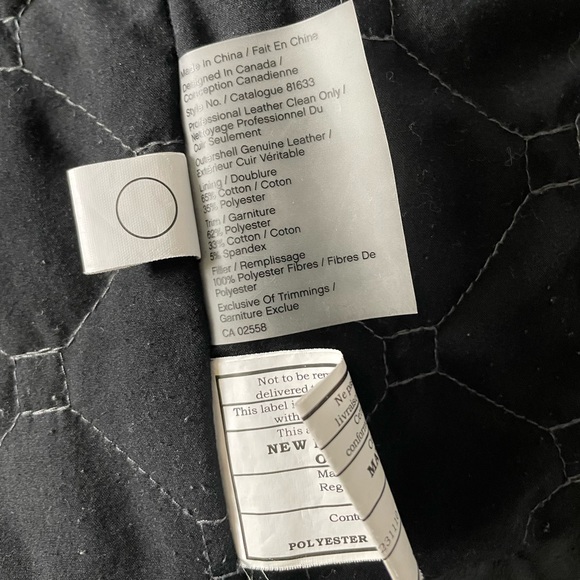 Made In China / Fait En Chine
Designed In Canada /
Conception Canadienne
Style No. / Catalogue 81633
Professional Leather Clean Only /
Nettoyage Professionnel Du
Cuir Seulement
Outershell Genuine Leather /
Extérieur Cuir Véritable
Lining / Doublure
65% Cotton / Coton
35% Polyester
Trim / Garniture
62% Polyester
33% Cotton / Coton
5% Spandex
Filler / Remplissage
100% Polyester Fibres / Fibres De
Polyester
Exclusive Of Trimmings /
Garniture Exclue
CA 02558
Not to be
delivered
This label is
with
This
NEW
Reg
POLYESTER
Ne